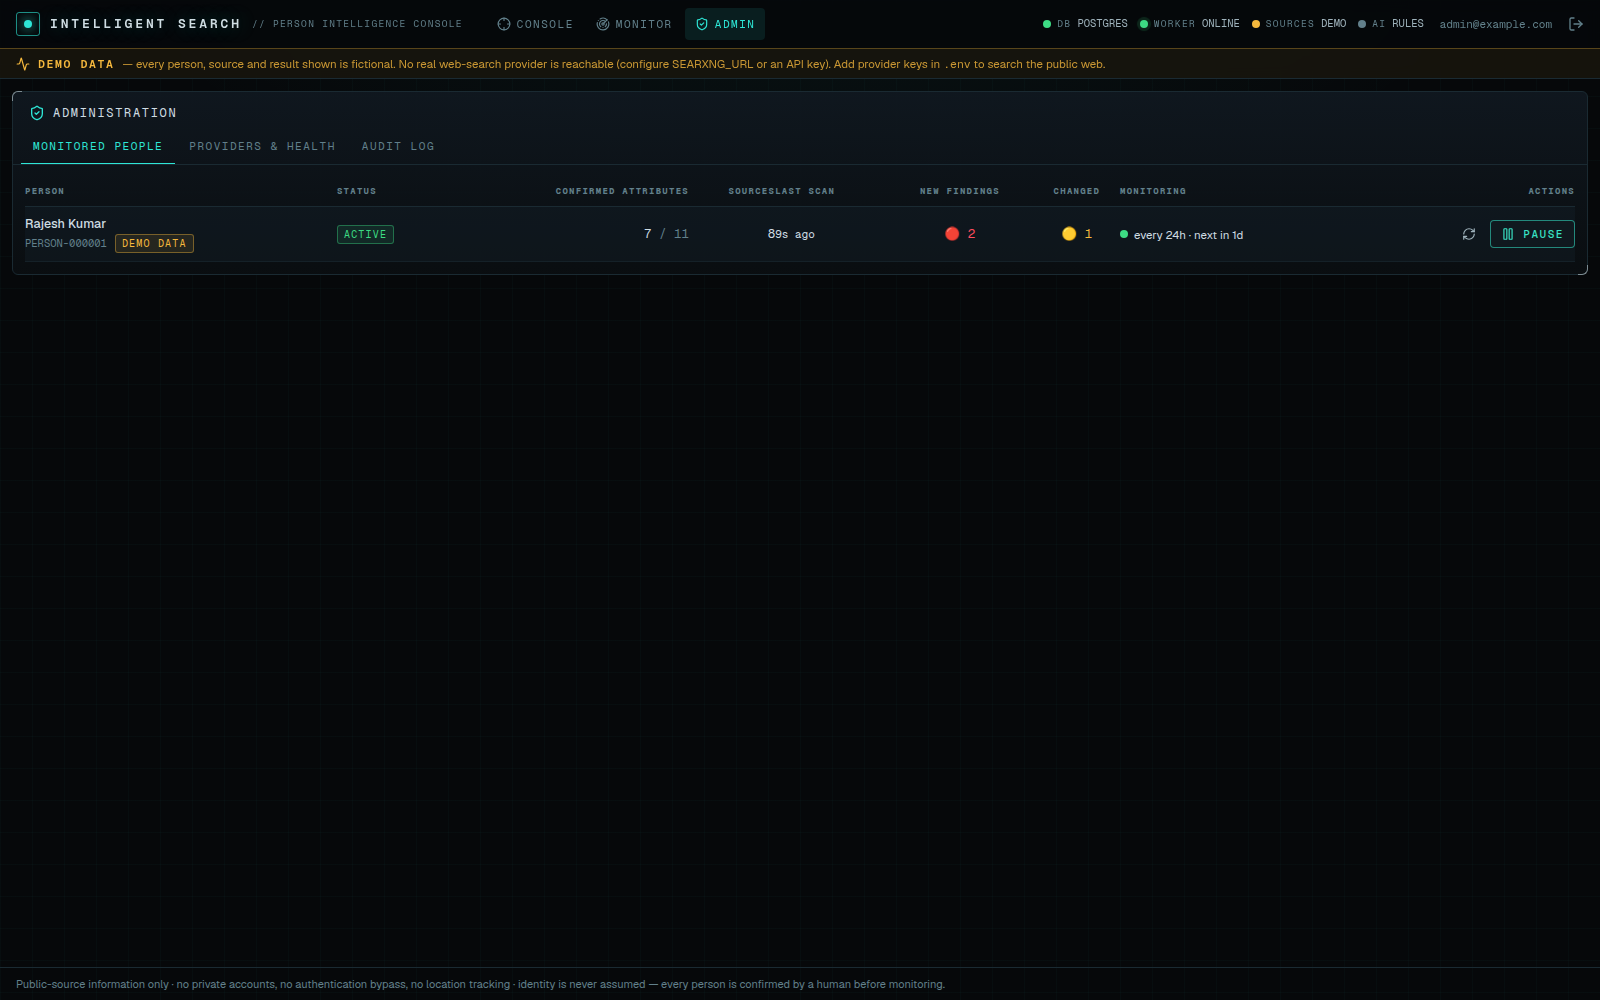 INTELLIGENT SEARCH // PERSON INTELLIGENCE CONSOLE CONSOLE MONITOR ADMIN DB POSTGRES WORKER ONLINE SOURCES DEMO AI RULES admin@example.com
DEMO DATA — every person, source and result shown is fictional. No real web-search provider is reachable (configure SEARXNG_URL or an API key). Add provider keys in .env to search the public web.
ADMINISTRATION
MONITORED PEOPLE PROVIDERS & HEALTH AUDIT LOG
PERSON STATUS CONFIRMED ATTRIBUTES SOURCES LAST SCAN NEW FINDINGS CHANGED MONITORING ACTIONS
Rajesh Kumar
PERSON-000001 DEMO DATA ACTIVE 7 / 11 89s ago 2 1 every 24h · next in 1d PAUSE
Public-source information only · no private accounts, no authentication bypass, no location tracking · identity is never assumed — every person is confirmed by a human before monitoring.